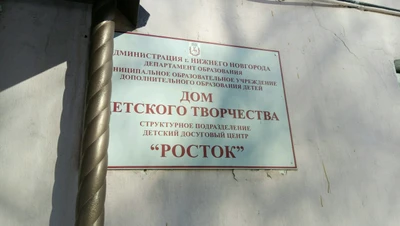 ДМИНИСТРАЦИЯ г. НИЖНЕГО НОВГОРОДА
ДЕПАРТАМЕНТ ОБРАЗОВАНИЯ
НИЦИПАЛЬНОЕ ОБРАЗОВАТЕЛЬНОЕ УЧРЕЖДЕНИЕ
ДОПОЛНИТЕЛЬНОГО ОБРАЗОВАНИЯ ДЕТЕЙ
ДОМ
ЕТСКОГО ТВОРЧЕСТВА
СТРУКТУРНОЕ ПОДРАЗДЕЛЕНИЕ
ДЕТСКИЙ ДОСУГОВЫЙ ЦЕНТР
“РОСТОК”